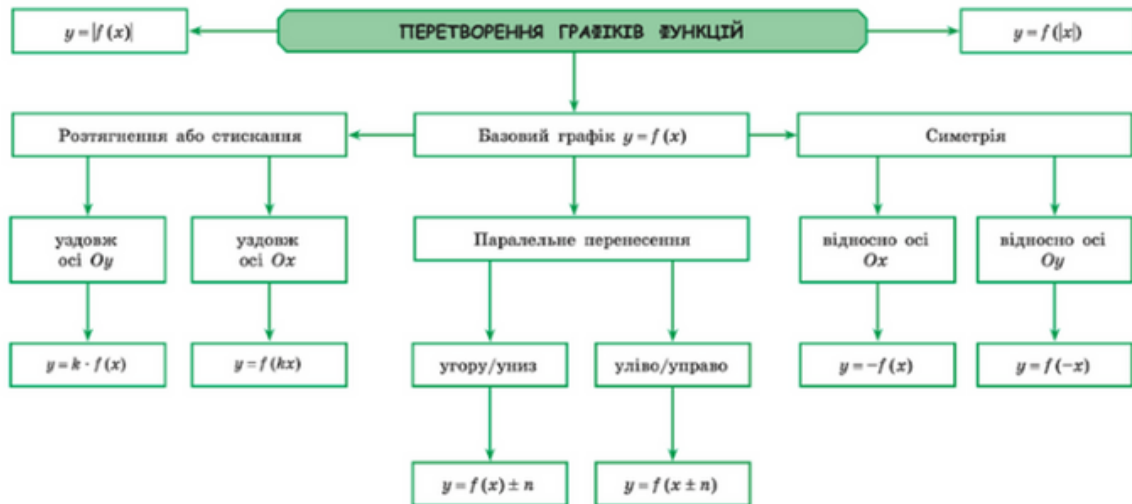 y = |f(x)|
ПЕРЕТВОРЕННЯ ГРАФІКІВ ФУНКЦІЙ
y = f(|x|)
Розтягнення або стискання
Базовий графік y = f(x)
Симетрія
уздовж
осі Oy
уздовж
осі Ox
Паралельне перенесення
відносно осі
Ox
відносно осі
Oy
y = k · f(x)
y = f(kx)
угору/униз
уліво/управо
y = −f(x)
y = f(−x)
y = f(x) ± n
y = f(x ± n)